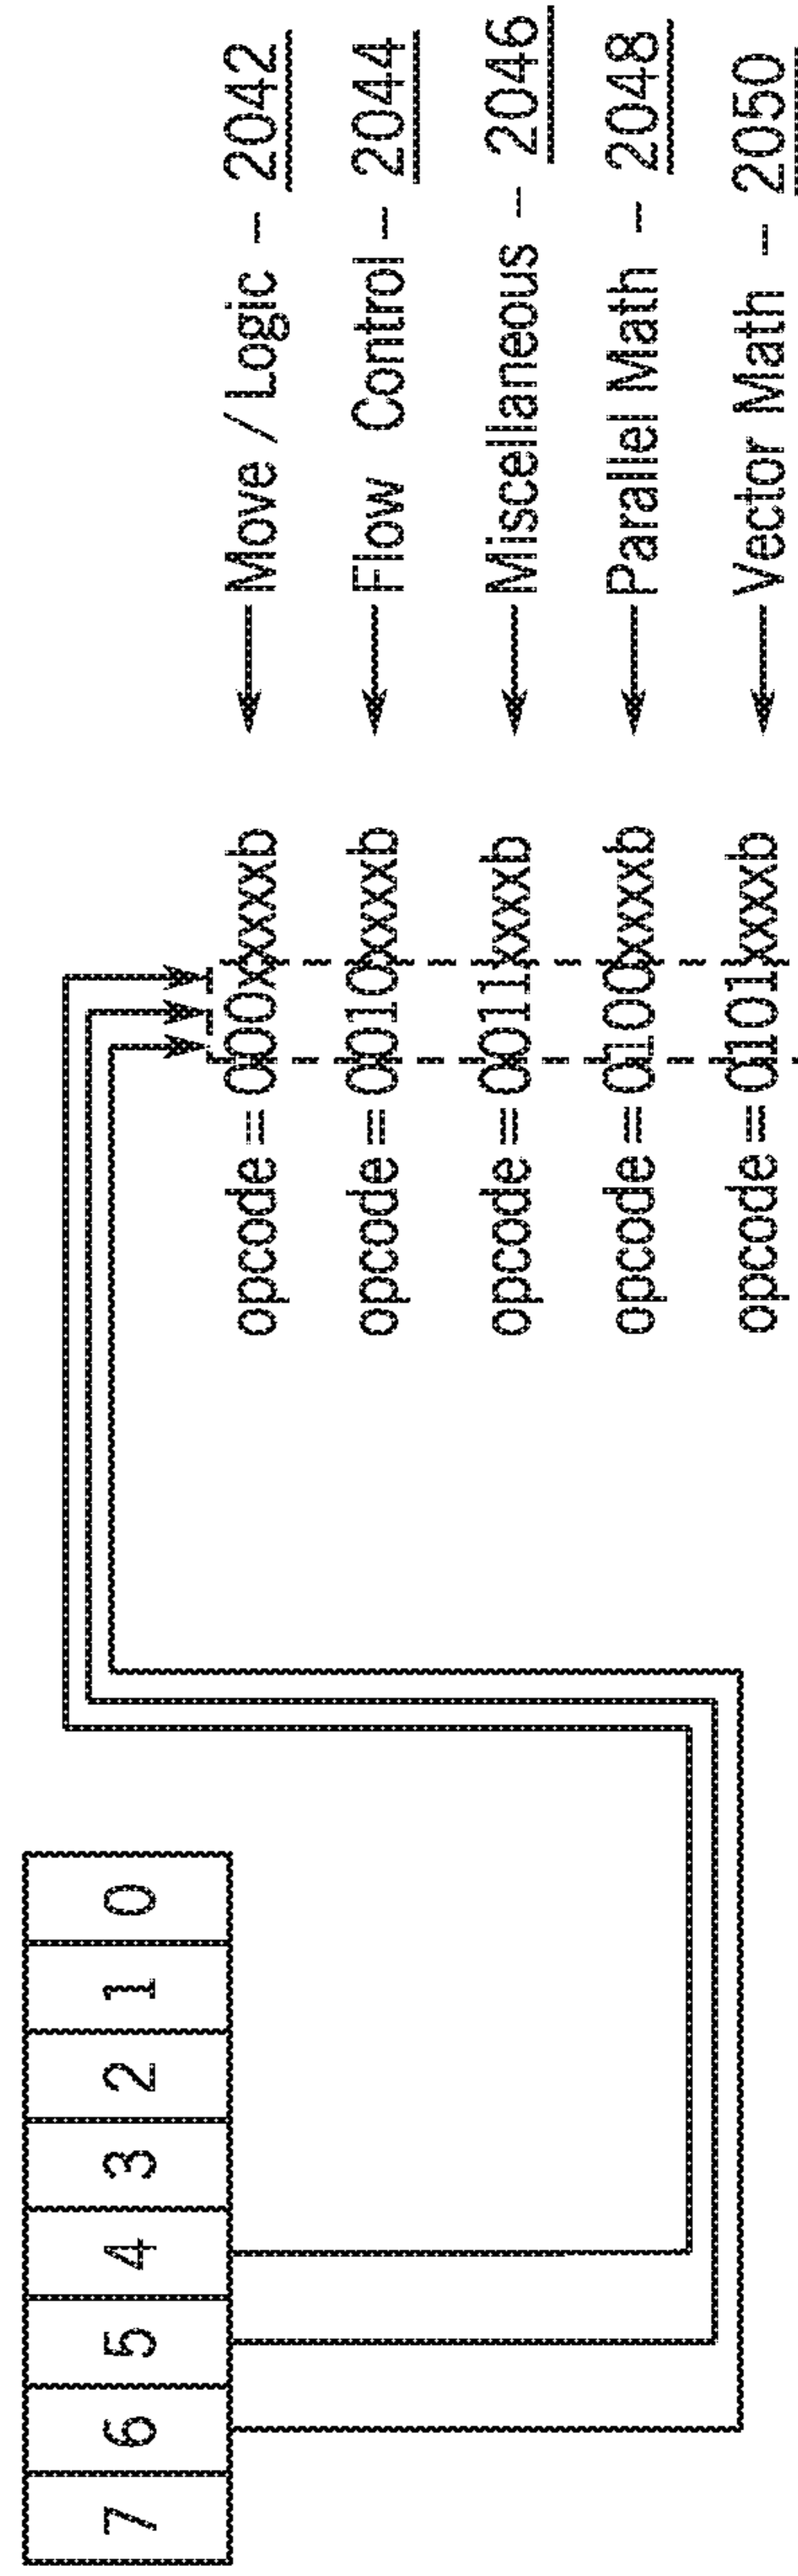 7 6 5 4 3 2 1 0
opcode = 000xxxxxb ← Move / Logic – 2042
opcode = 0010xxxxb ← Flow Control – 2044
opcode = 0011xxxxb ← Miscellaneous – 2046
opcode = 0100xxxxb ← Parallel Math – 2048
opcode = 0101xxxxb ← Vector Math – 2050